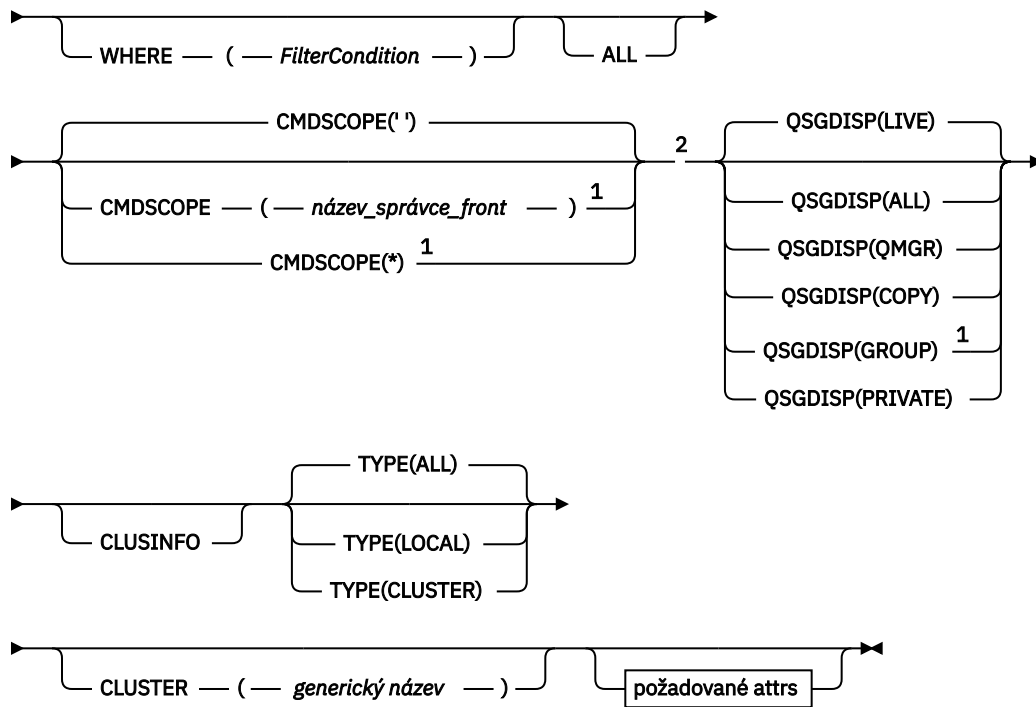 WHERE ( FilterCondition ) ALL
CMDSCOPE(' ') QSGDISP(LIVE)
2
CMDSCOPE ( název_správce_front ) 1 QSGDISP(ALL)
CMDSCOPE(*) 1 QSGDISP(QMGR)
QSGDISP(COPY)
QSGDISP(GROUP) 1
QSGDISP(PRIVATE)
TYPE(ALL)
CLUSINFO TYPE(LOCAL)
TYPE(CLUSTER)
CLUSTER ( generický název ) požadované attrs